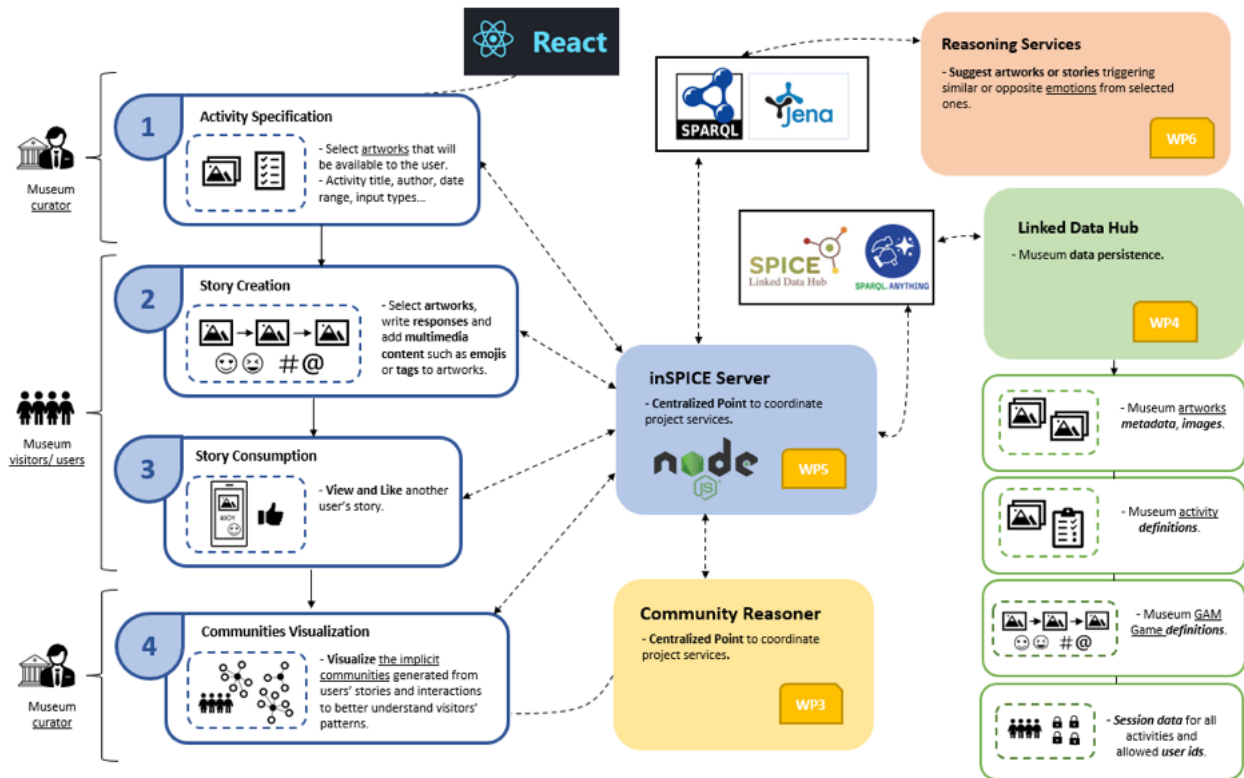 React
1
Activity Specification
- Select artworks that will
be available to the user.
- Activity title, author, date
range, input types...
Museum
curator
2
Story Creation
- Select artworks,
write responses and
add multimedia
content such as emojis
or tags to artworks.
#@
Museum
visitors/ users
3
Story Consumption
#JOY
- View and Like another
user's story.
4
Communities Visualization
- Visualize the implicit
communities generated from
users' stories and interactions
to better understand visitors'
patterns.
Museum
curator
SPARQL
Jena
SPICE
Linked Data Hub
SPARQL ANYTHING
inSPICE Server
- Centralized Point to coordinate
project services.
node
JS
WP5
Community Reasoner
- Centralized Point to coordinate
project services.
WP3
Reasoning Services
- Suggest artworks or stories triggering
similar or opposite emotions from selected
ones.
WP6
Linked Data Hub
- Museum data persistence.
WP4
- Museum artworks
metadata, images.
- Museum activity
definitions.
- Museum GAM
Game definitions.
#@
- Session data for all
activities and
allowed user ids.